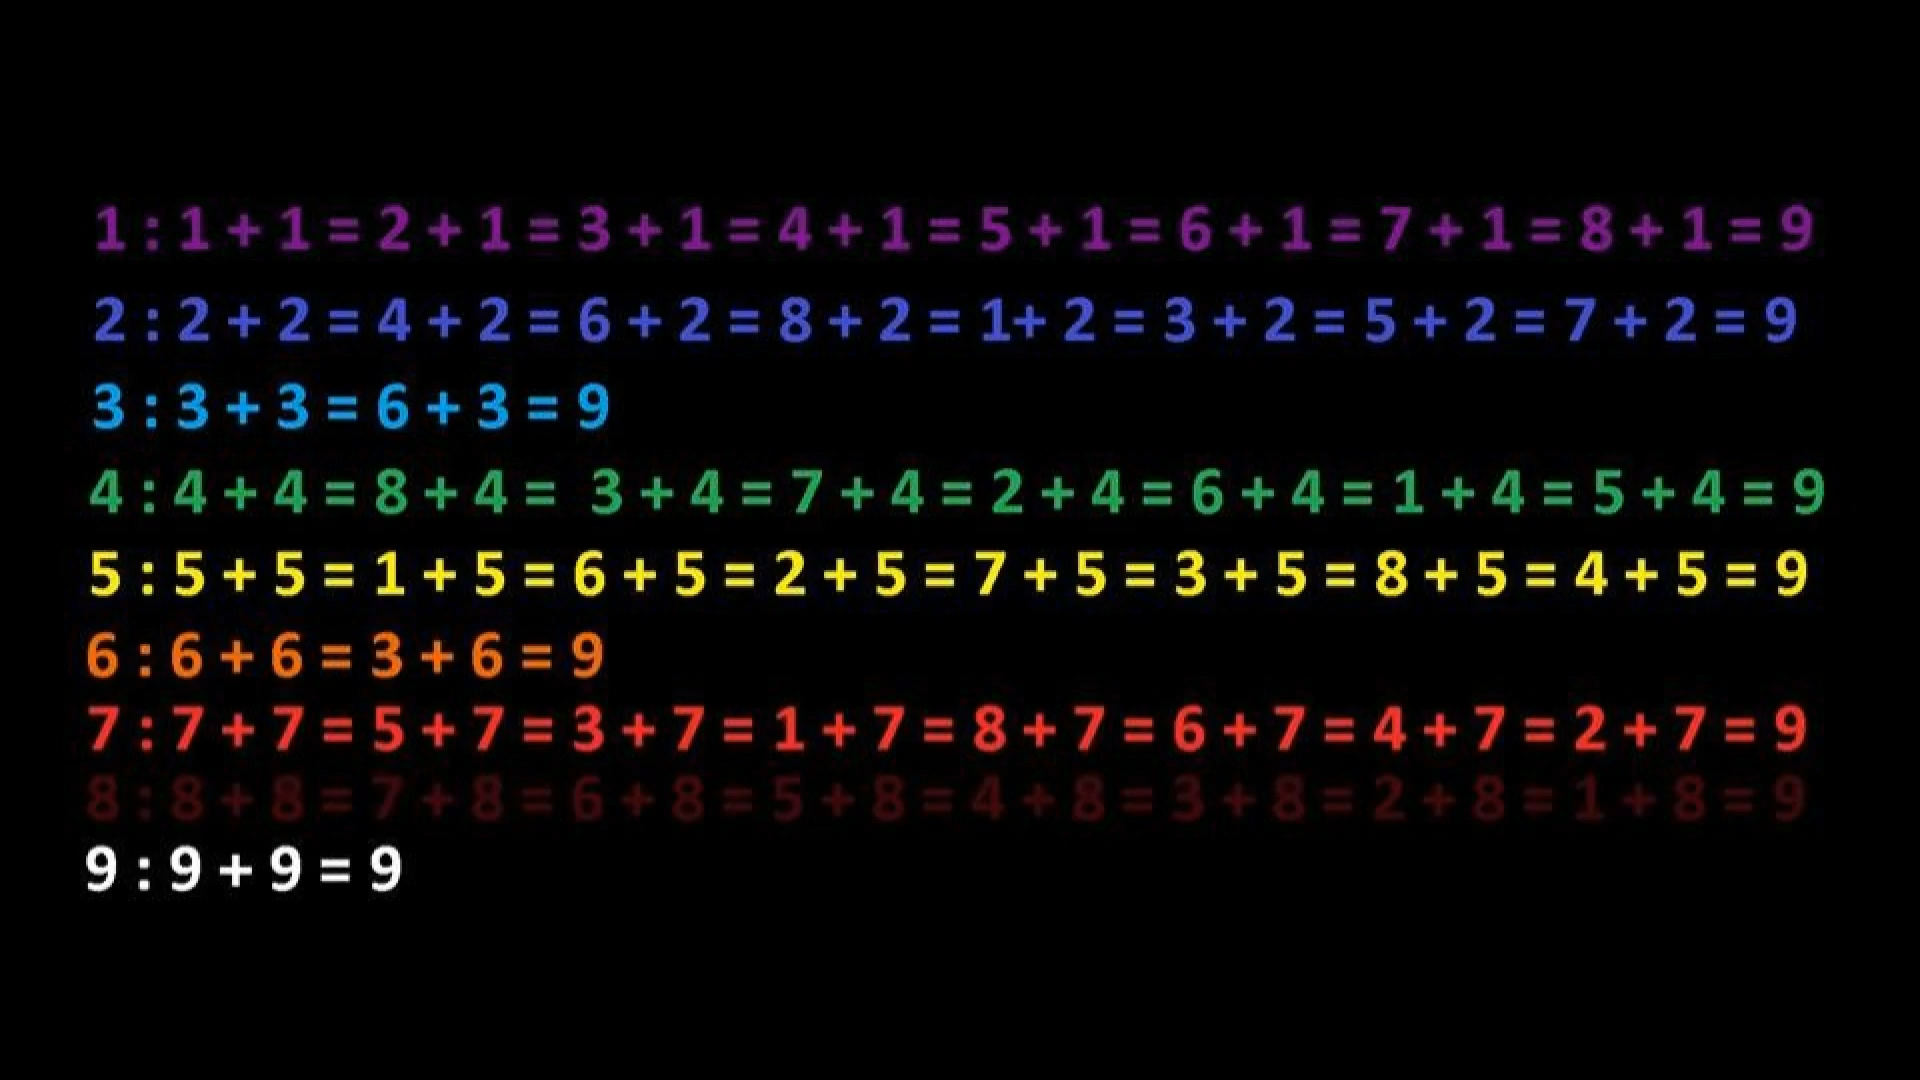 1 : 1 + 1 = 2 + 1 = 3 + 1 = 4 + 1 = 5 + 1 = 6 + 1 = 7 + 1 = 8 + 1 = 9
2 : 2 + 2 = 4 + 2 = 6 + 2 = 8 + 2 = 1+ 2 = 3 + 2 = 5 + 2 = 7 + 2 = 9
3 : 3 + 3 = 6 + 3 = 9
4 : 4 + 4 = 8 + 4 = 3 + 4 = 7 + 4 = 2 + 4 = 6 + 4 = 1 + 4 = 5 + 4 = 9
5 : 5 + 5 = 1 + 5 = 6 + 5 = 2 + 5 = 7 + 5 = 3 + 5 = 8 + 5 = 4 + 5 = 9
6 : 6 + 6 = 3 + 6 = 9
7 : 7 + 7 = 5 + 7 = 3 + 7 = 1 + 7 = 8 + 7 = 6 + 7 = 4 + 7 = 2 + 7 = 9
8 : 8 + 8 = 7 + 8 = 6 + 8 = 5 + 8 = 4 + 8 = 3 + 8 = 2 + 8 = 1 + 8 = 9
9 : 9 + 9 = 9